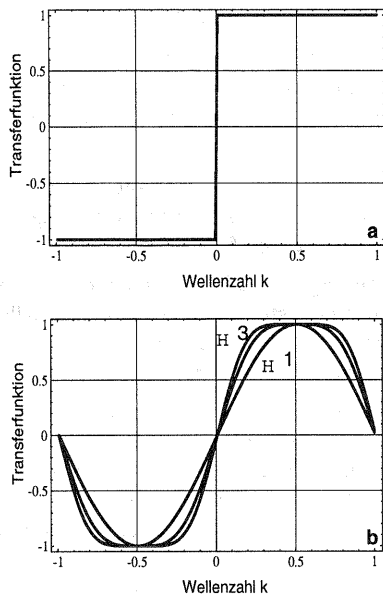 1
0.5
0
-0.5
-1
Transferfunktion
a
-1 -0.5 0 0.5 1
Wellenzahl k
1
0.5
0
-0.5
-1
Transferfunktion
H 3
H 1
b
-1 -0.5 0 0.5 1
Wellenzahl k